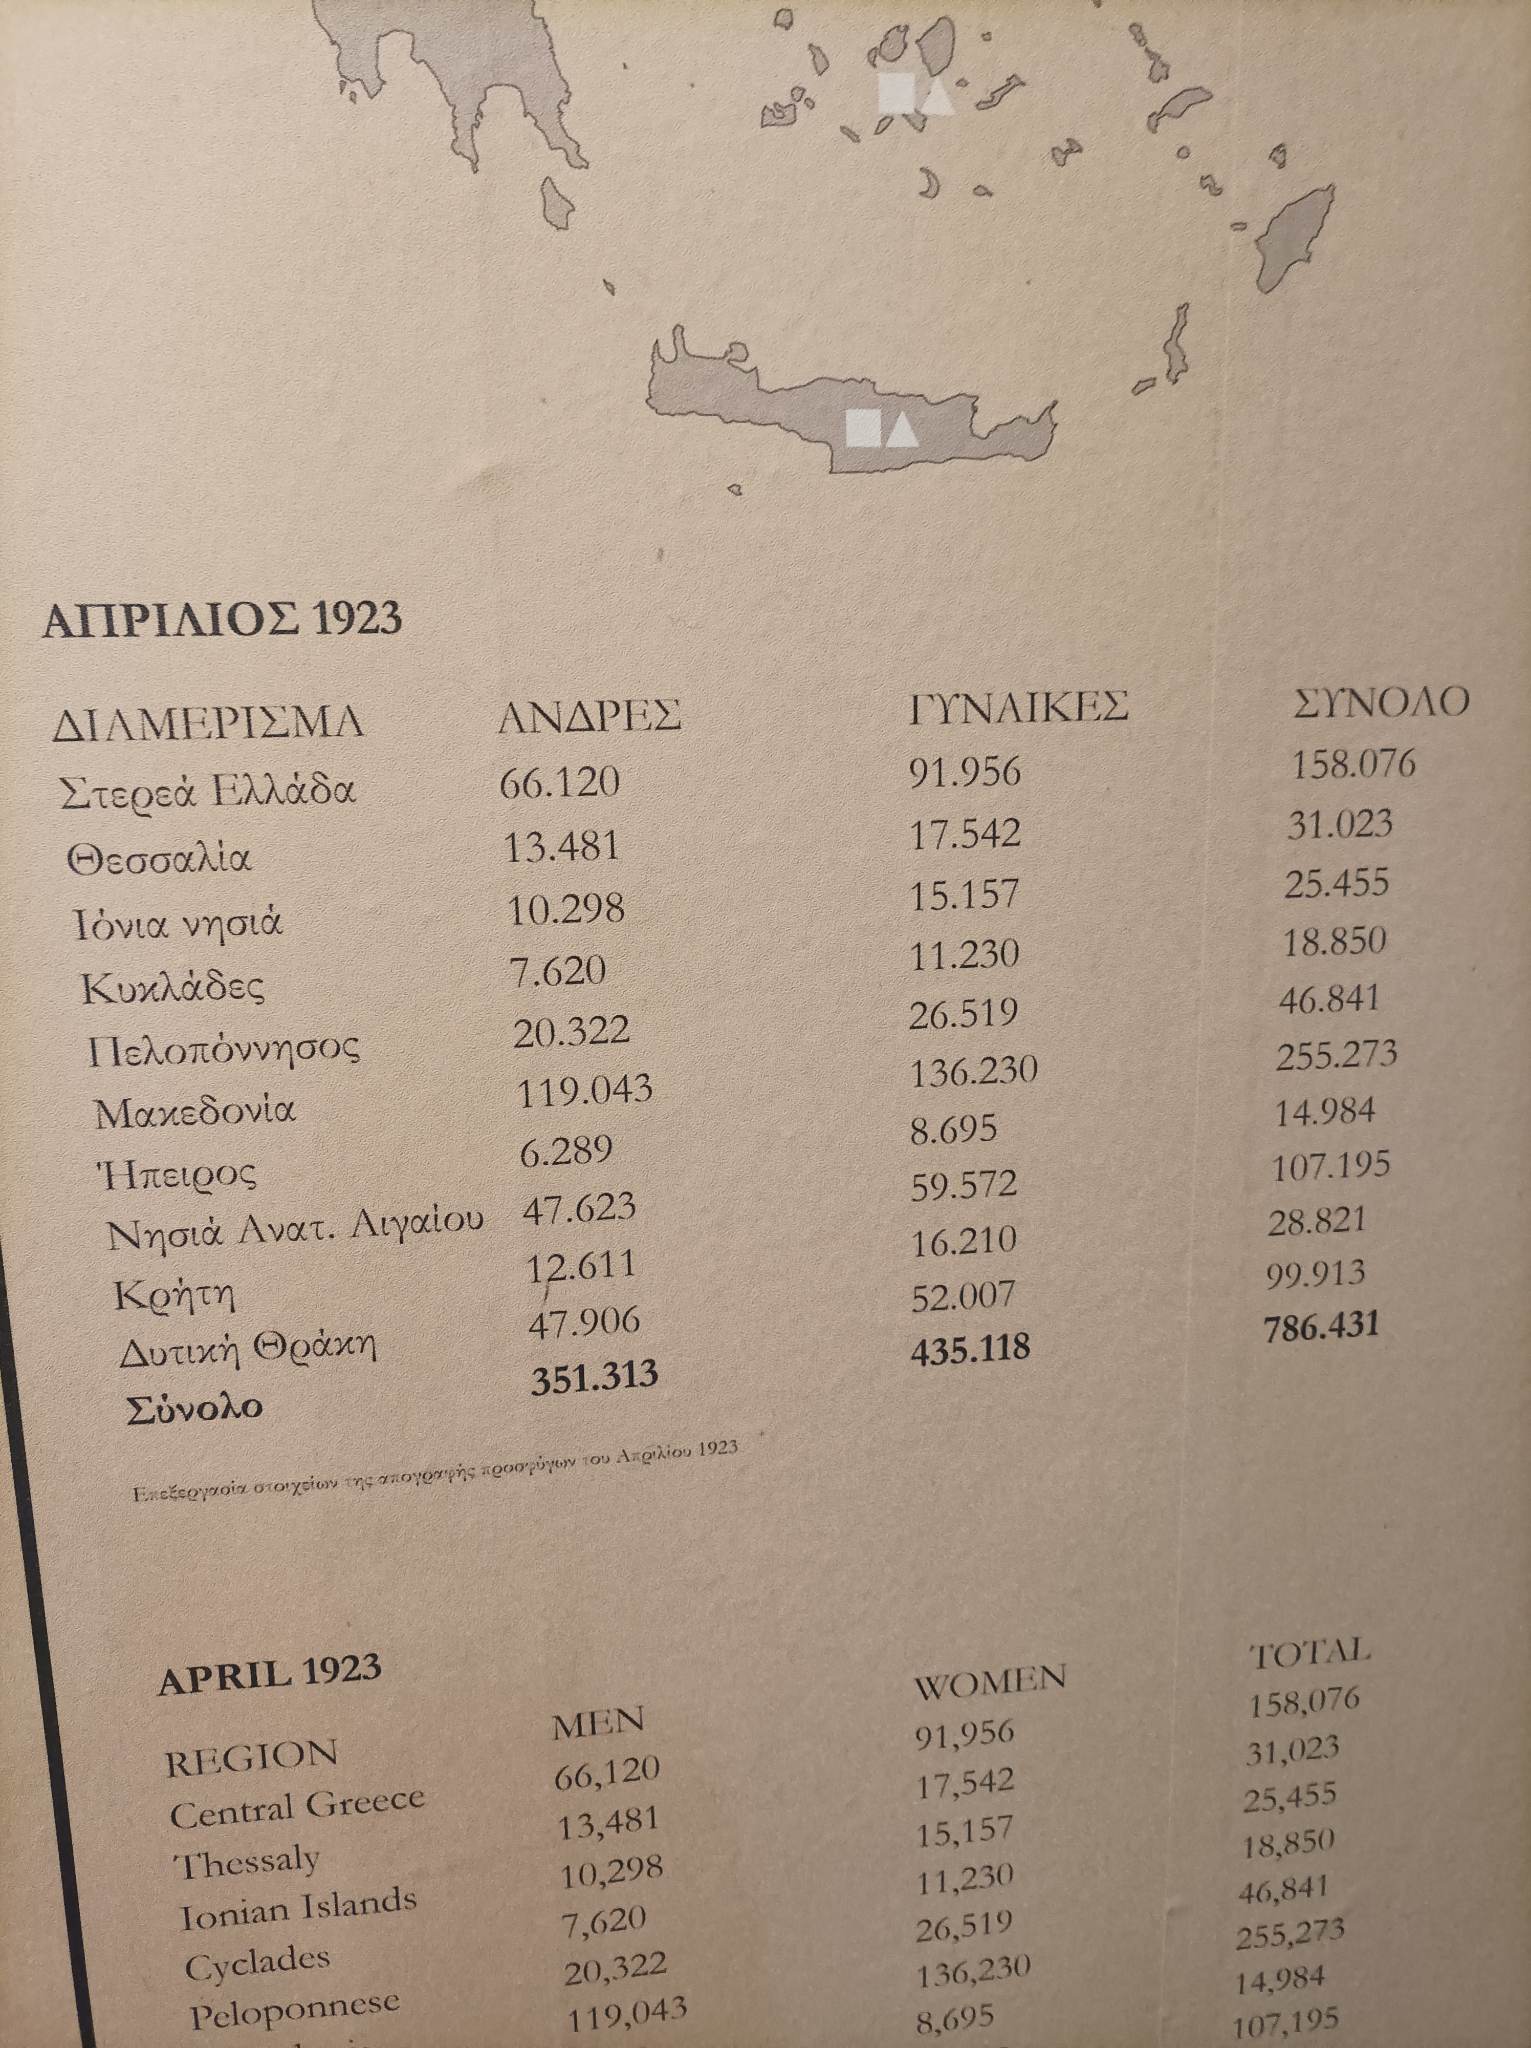 ΑΠΡΙΛΙΟΣ 1923
ΔΙΑΜΕΡΙΣΜΑ ΑΝΔΡΕΣ ΓΥΝΑΙΚΕΣ ΣΥΝΟΛΟ
Στερεά Ελλάδα 66.120 91.956 158.076
Θεσσαλία 13.481 17.542 31.023
Ιόνια νησιά 10.298 15.157 25.455
Κυκλάδες 7.620 11.230 18.850
Πελοπόννησος 20.322 26.519 46.841
Μακεδονία 119.043 136.230 255.273
Ήπειρος 6.289 8.695 14.984
Νησιά Ανατ. Αιγαίου 47.623 59.572 107.195
Κρήτη 12.611 16.210 28.821
Δυτική Θράκη 47.906 52.007 99.913
Σύνολο 351.313 435.118 786.431
Επεξεργασία στοιχείων της απογραφής προσφύγων του Απριλίου 1923
APRIL 1923
REGION MEN WOMEN TOTAL
Central Greece 66,120 91,956 158,076
Thessaly 13,481 17,542 31,023
Ionian Islands 10,298 15,157 25,455
Cyclades 7,620 11,230 18,850
Peloponnese 20,322 26,519 46,841
119,043 136,230 255,273
8,695 14,984
107,195